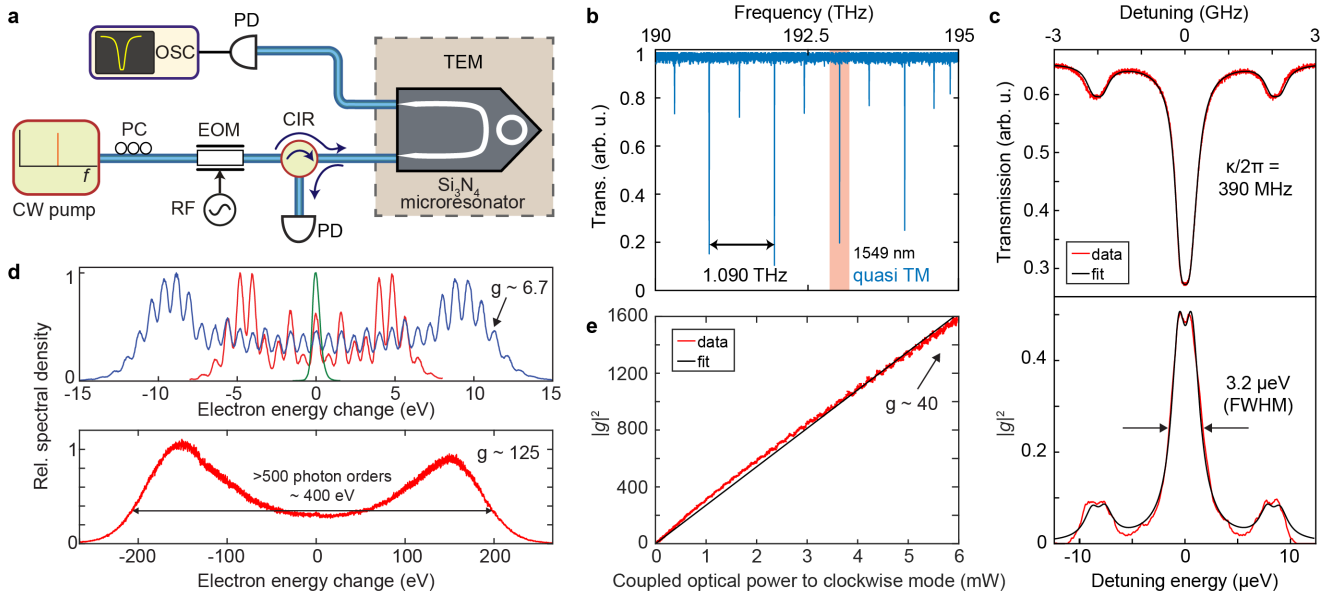 a
OSC
PD
TEM
PC
EOM
CIR
f
CW pump
RF
PD
Si3N4
microresonator
b
Frequency (THz)
190
192.5
195
Trans. (arb. u.)
1
0.8
0.6
0.4
0.2
0
1.090 THz
1549 nm
quasi TM
c
Detuning (GHz)
-3
0
3
Transmission (arb. u.)
0.6
0.5
0.4
0.3
κ/2π =
390 MHz
data
fit
|g|²
0.4
0.2
0
3.2 µeV
(FWHM)
-10
0
10
Detuning energy (µeV)
d
Rel. spectral density
1
0
g ~ 6.7
-15
-10
-5
0
5
10
15
Electron energy change (eV)
1
0
g ~ 125
>500 photon orders
~ 400 eV
-200
-100
0
100
200
Electron energy change (eV)
e
|g|²
1600
1200
800
400
0
data
fit
g ~ 40
0
1
2
3
4
5
6
Coupled optical power to clockwise mode (mW)